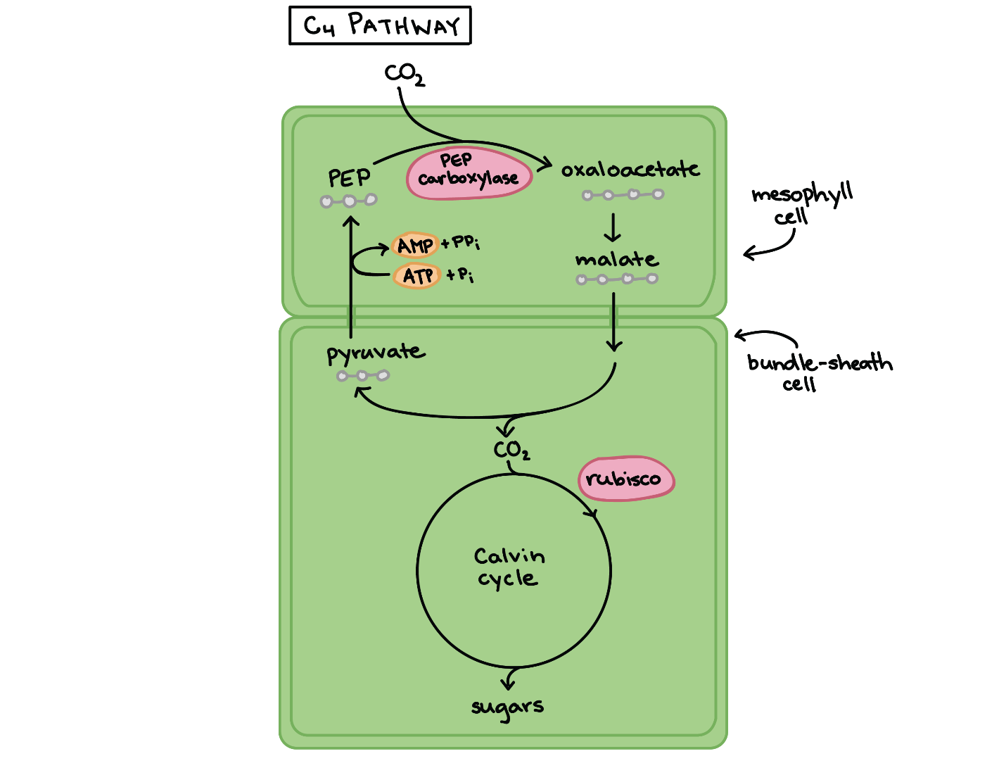 C4 PATHWAY
CO2
PEP
carboxylase
PEP
oxaloacetate
mesophyll
cell
AMP + PPi
ATP + Pi
malate
pyruvate
bundle-sheath
cell
CO2
rubisco
Calvin
cycle
sugars